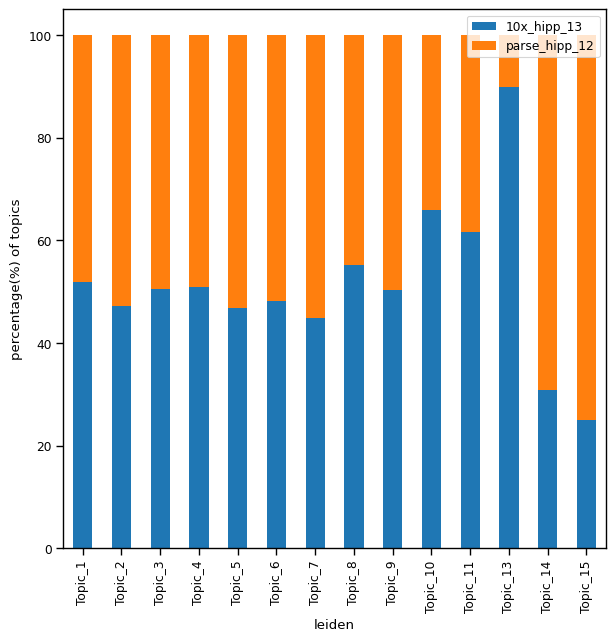 10x_hipp_13
parse_hipp_12
percentage(%) of topics
100
80
60
40
20
0
Topic_1
Topic_2
Topic_3
Topic_4
Topic_5
Topic_6
Topic_7
Topic_8
Topic_9
Topic_10
Topic_11
Topic_13
Topic_14
Topic_15
leiden